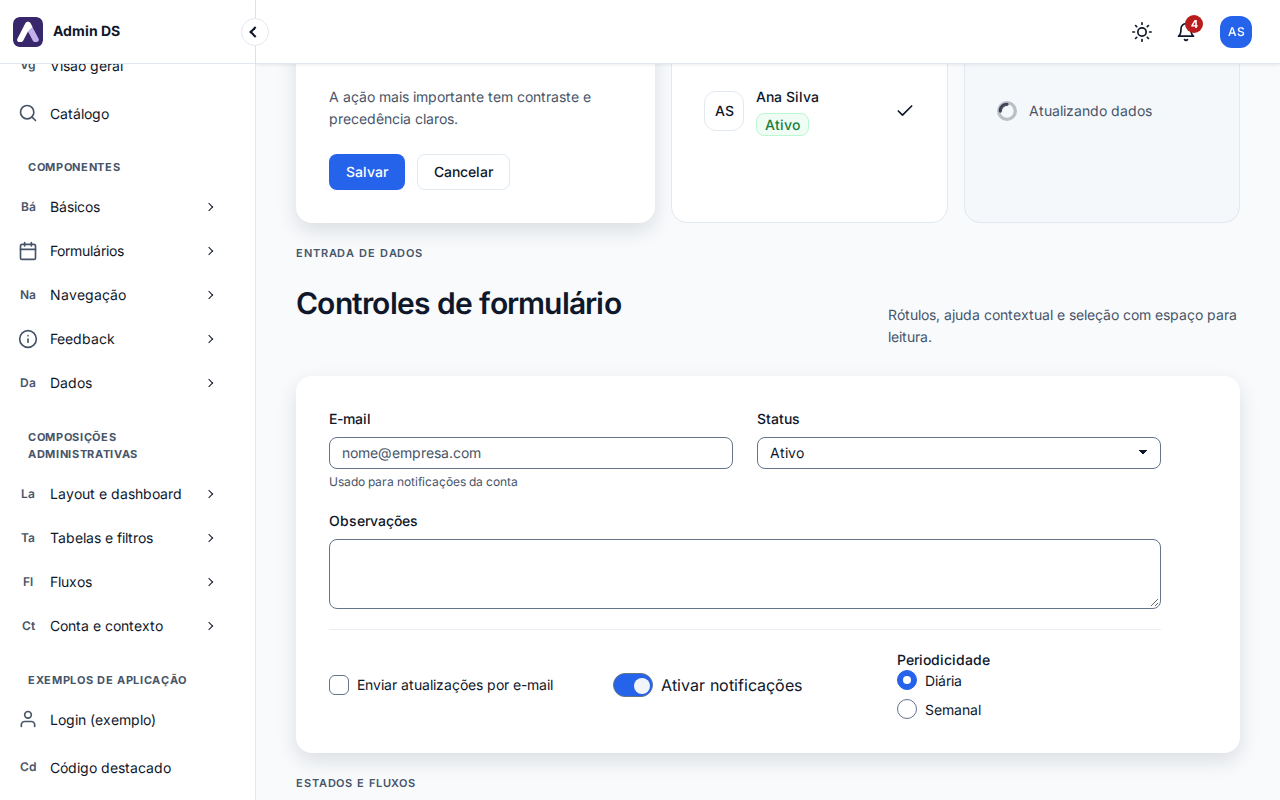 Admin DS
4
AS
Vg Visão geral
Catálogo
COMPONENTES
Bá Básicos
Formulários
Na Navegação
Feedback
Da Dados
COMPOSIÇÕES
ADMINISTRATIVAS
La Layout e dashboard
Ta Tabelas e filtros
Fl Fluxos
Ct Conta e contexto
EXEMPLOS DE APLICAÇÃO
Login (exemplo)
Cd Código destacado
A ação mais importante tem contraste e
precedência claros.
Salvar
Cancelar
AS
Ana Silva
Ativo
Atualizando dados
ENTRADA DE DADOS
Controles de formulário
Rótulos, ajuda contextual e seleção com espaço para
leitura.
E-mail
nome@empresa.com
Usado para notificações da conta
Status
Ativo
Observações
Enviar atualizações por e-mail
Ativar notificações
Periodicidade
Diária
Semanal
ESTADOS E FLUXOS